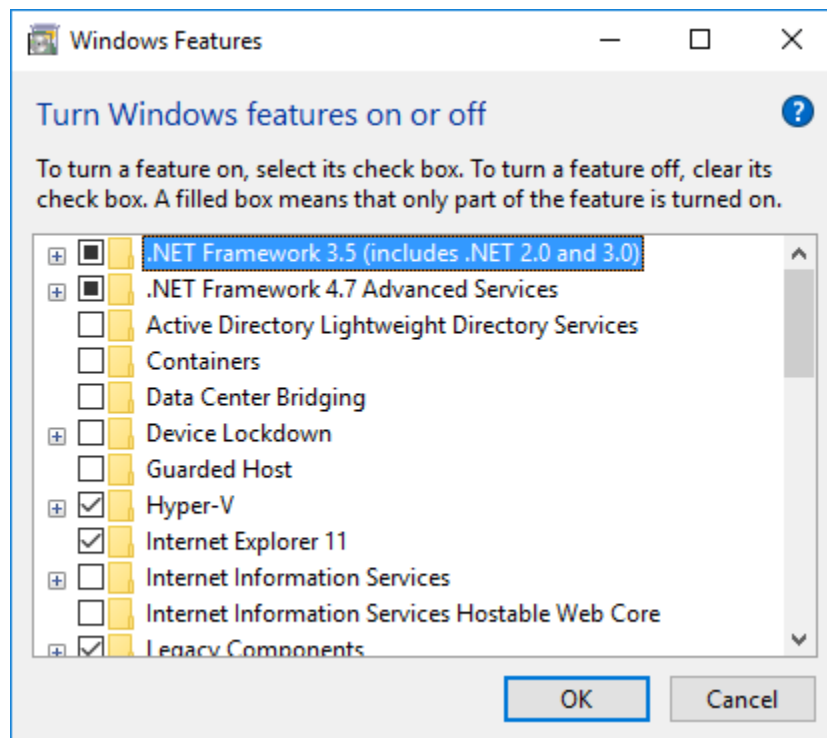 Windows Features
Turn Windows features on or off
?
To turn a feature on, select its check box. To turn a feature off, clear its
check box. A filled box means that only part of the feature is turned on.
.NET Framework 3.5 (includes .NET 2.0 and 3.0)
.NET Framework 4.7 Advanced Services
Active Directory Lightweight Directory Services
Containers
Data Center Bridging
Device Lockdown
Guarded Host
Hyper-V
Internet Explorer 11
Internet Information Services
Internet Information Services Hostable Web Core
Legacy Components
OK Cancel